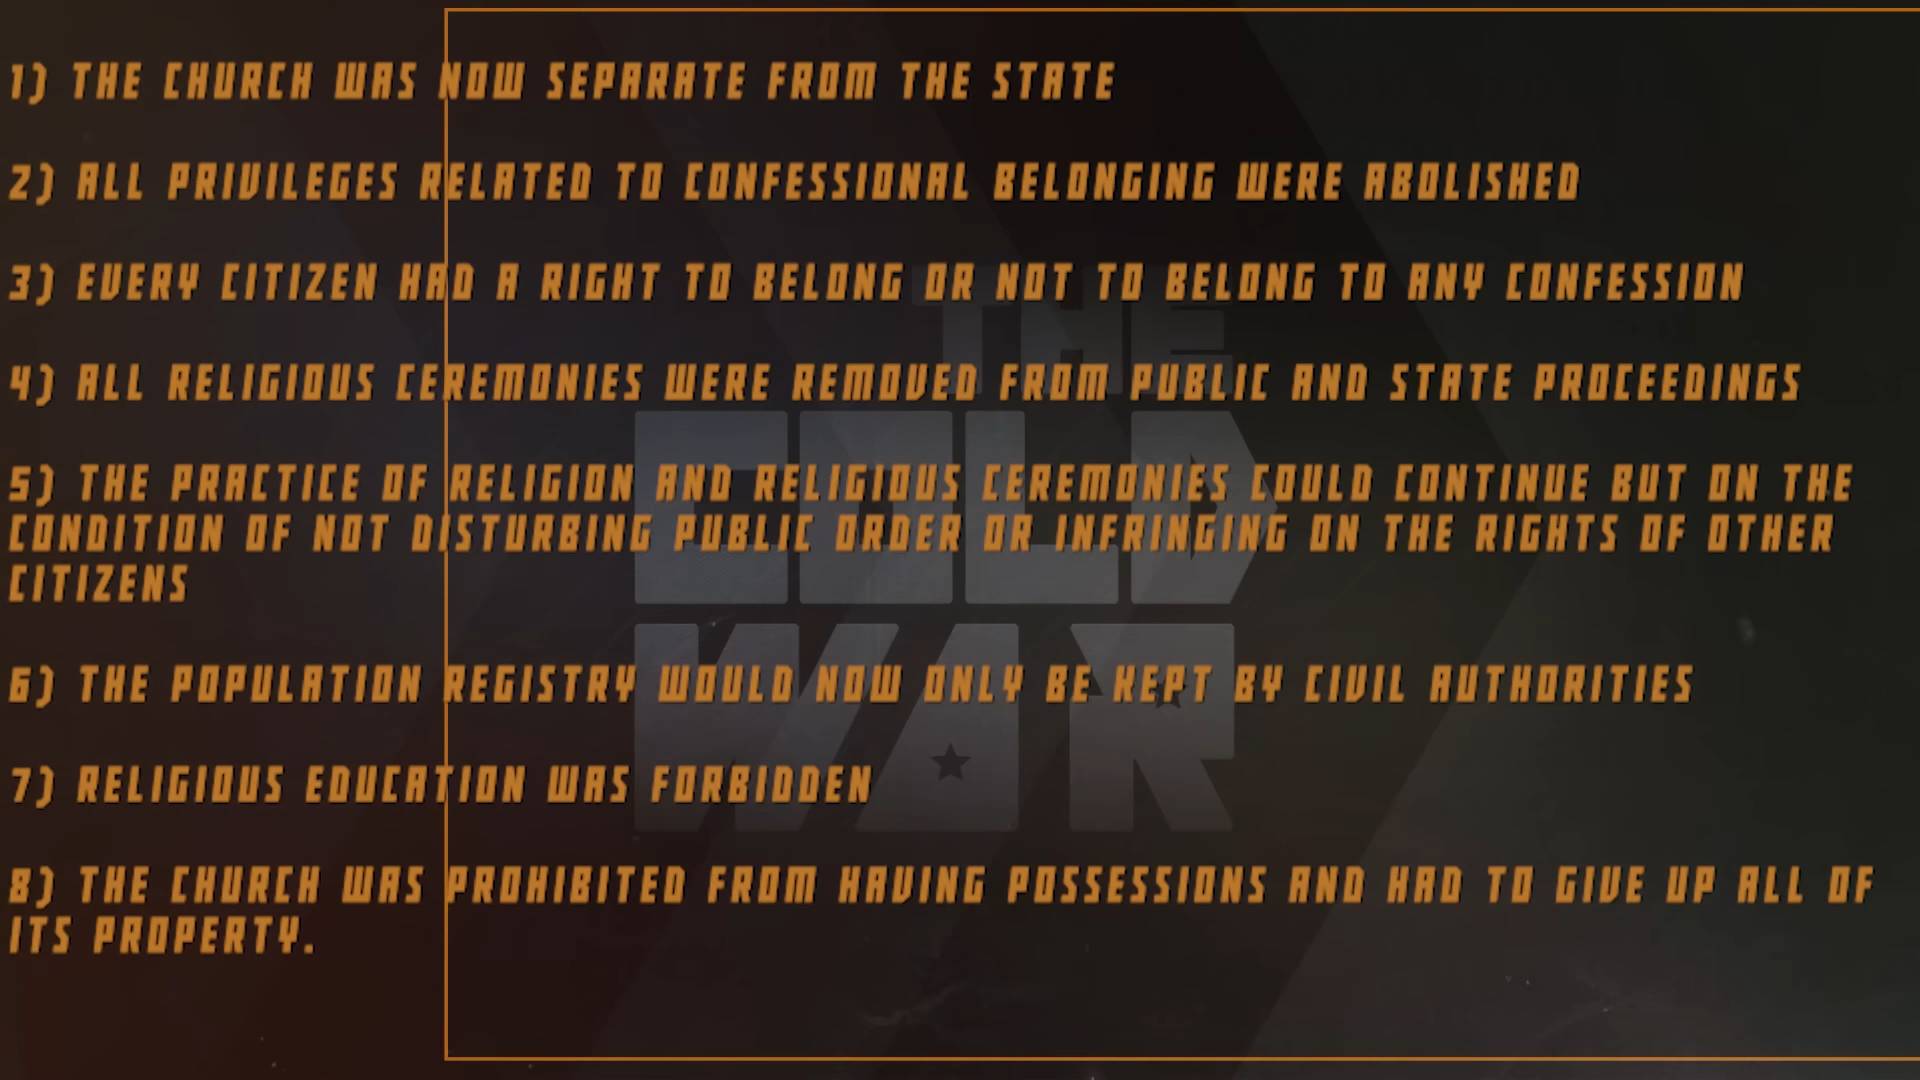 1) THE CHURCH WAS NOW SEPARATE FROM THE STATE
2) ALL PRIVILEGES RELATED TO CONFESSIONAL BELONGING WERE ABOLISHED
3) EVERY CITIZEN HAD A RIGHT TO BELONG OR NOT TO BELONG TO ANY CONFESSION
4) ALL RELIGIOUS CEREMONIES WERE REMOVED FROM PUBLIC AND STATE PROCEEDINGS
5) THE PRACTICE OF RELIGION AND RELIGIOUS CEREMONIES COULD CONTINUE BUT ON THE
CONDITION OF NOT DISTURBING PUBLIC ORDER OR INFRINGING ON THE RIGHTS OF OTHER
CITIZENS
6) THE POPULATION REGISTRY WOULD NOW ONLY BE KEPT BY CIVIL AUTHORITIES
7) RELIGIOUS EDUCATION WAS FORBIDDEN
8) THE CHURCH WAS PROHIBITED FROM HAVING POSSESSIONS AND HAD TO GIVE UP ALL OF
ITS PROPERTY.
THE
COLD
WAR